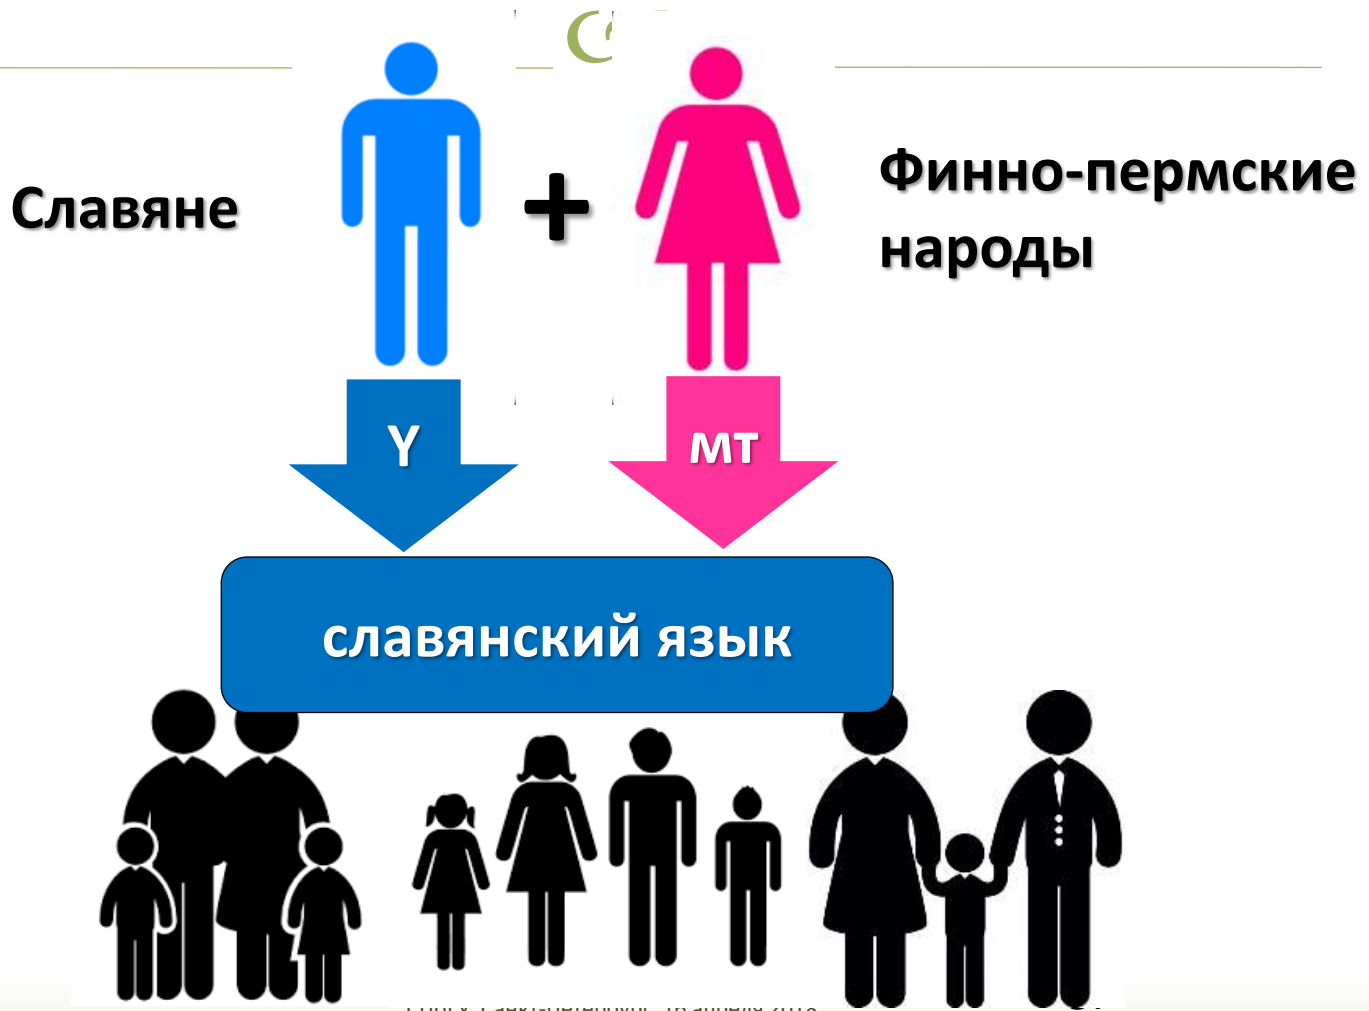 Славяне
+
Финно-пермские
народы
Y
мт
славянский язык